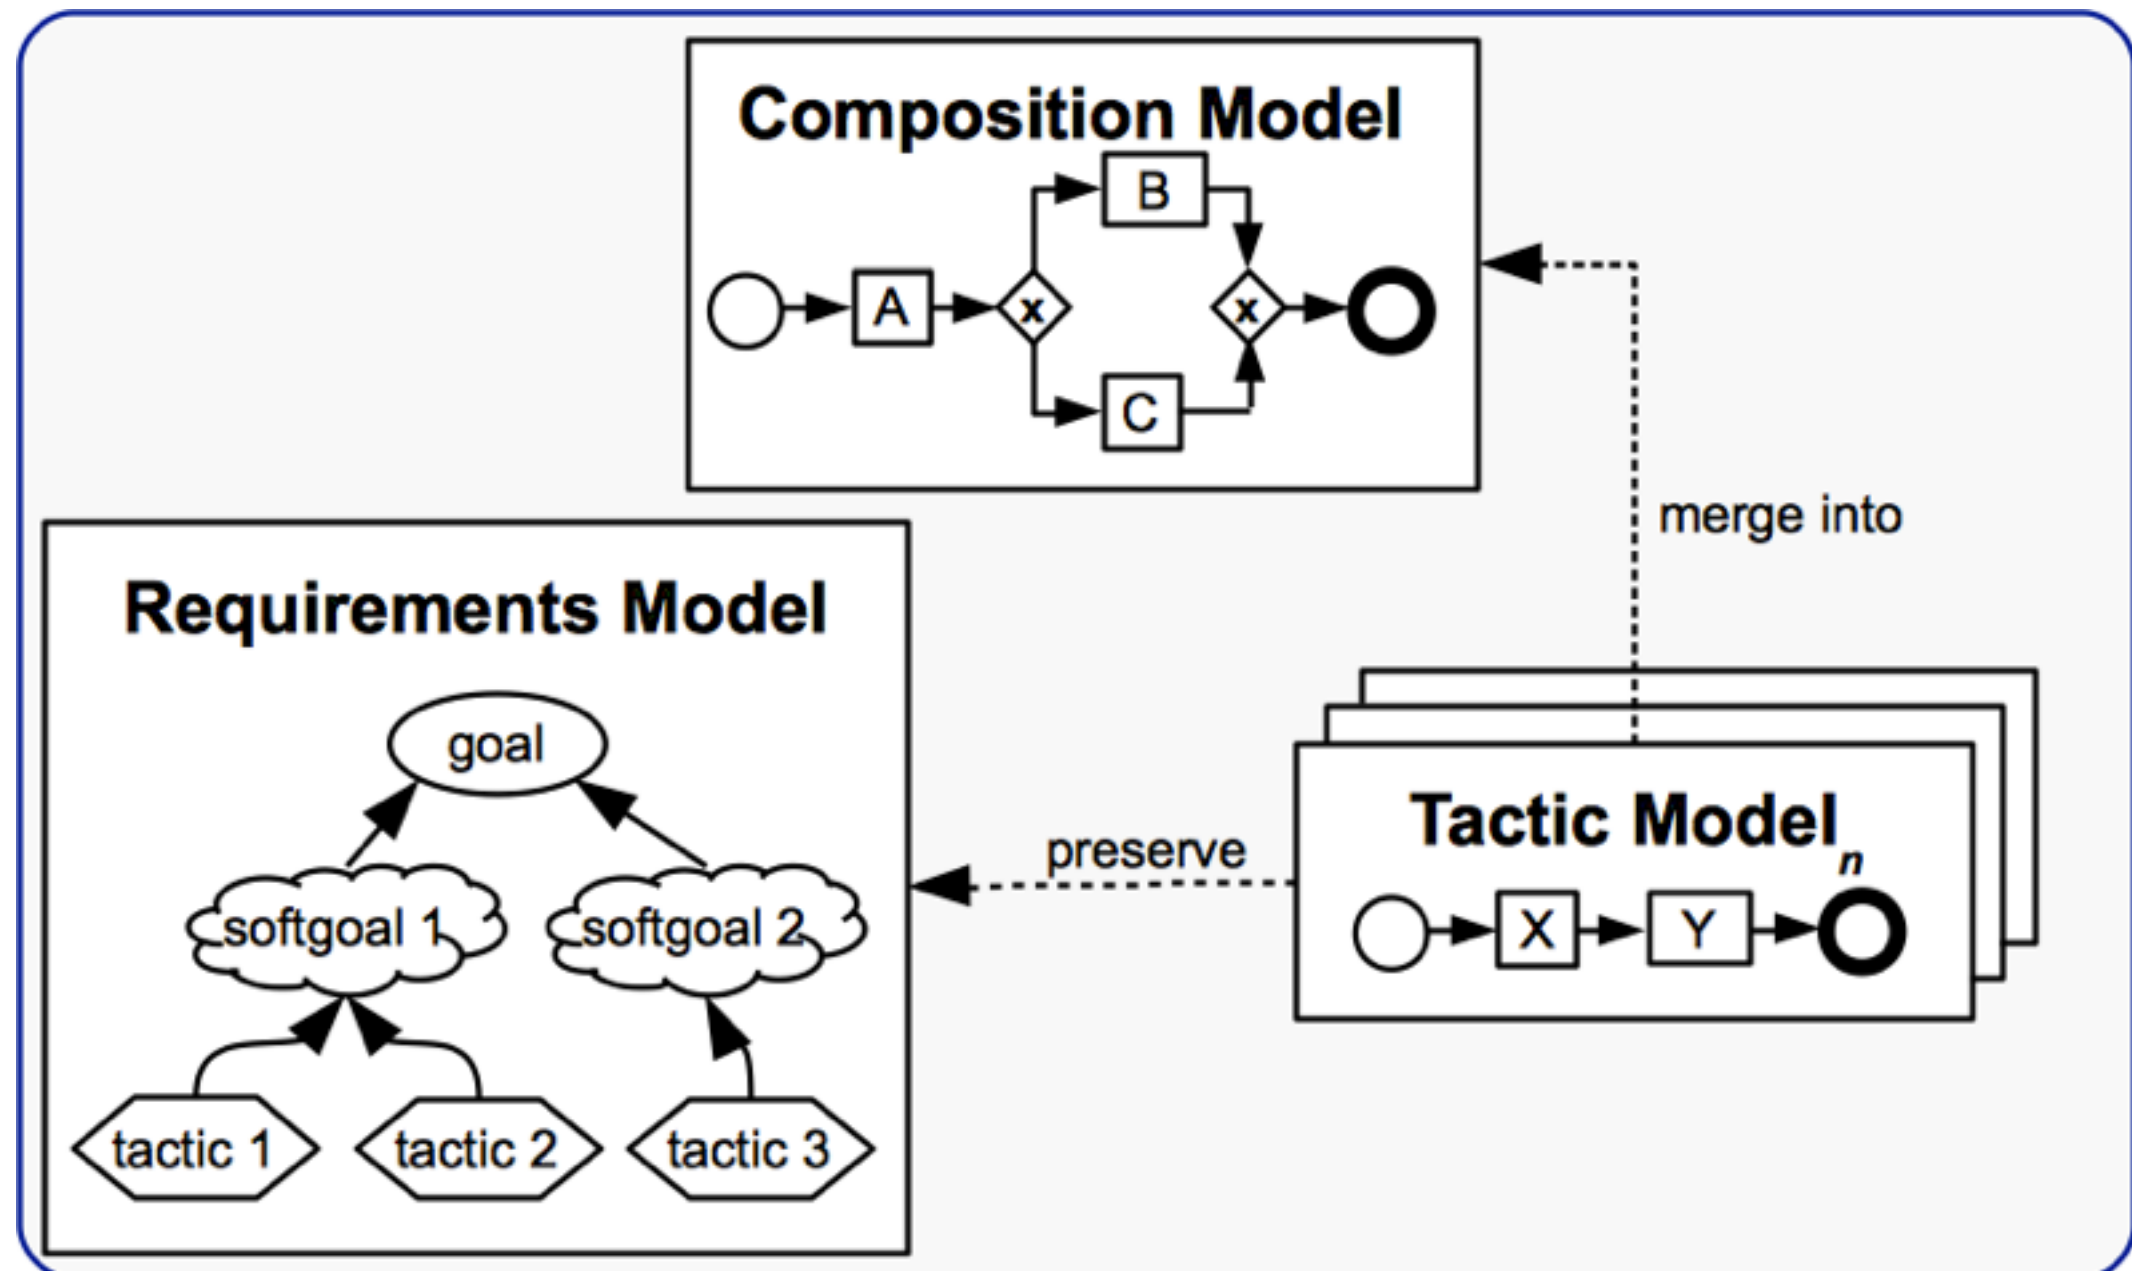 Composition Model
B
A
x
x
C
merge into
Requirements Model
goal
preserve
Tactic Model n
softgoal 1
softgoal 2
X
Y
tactic 1
tactic 2
tactic 3